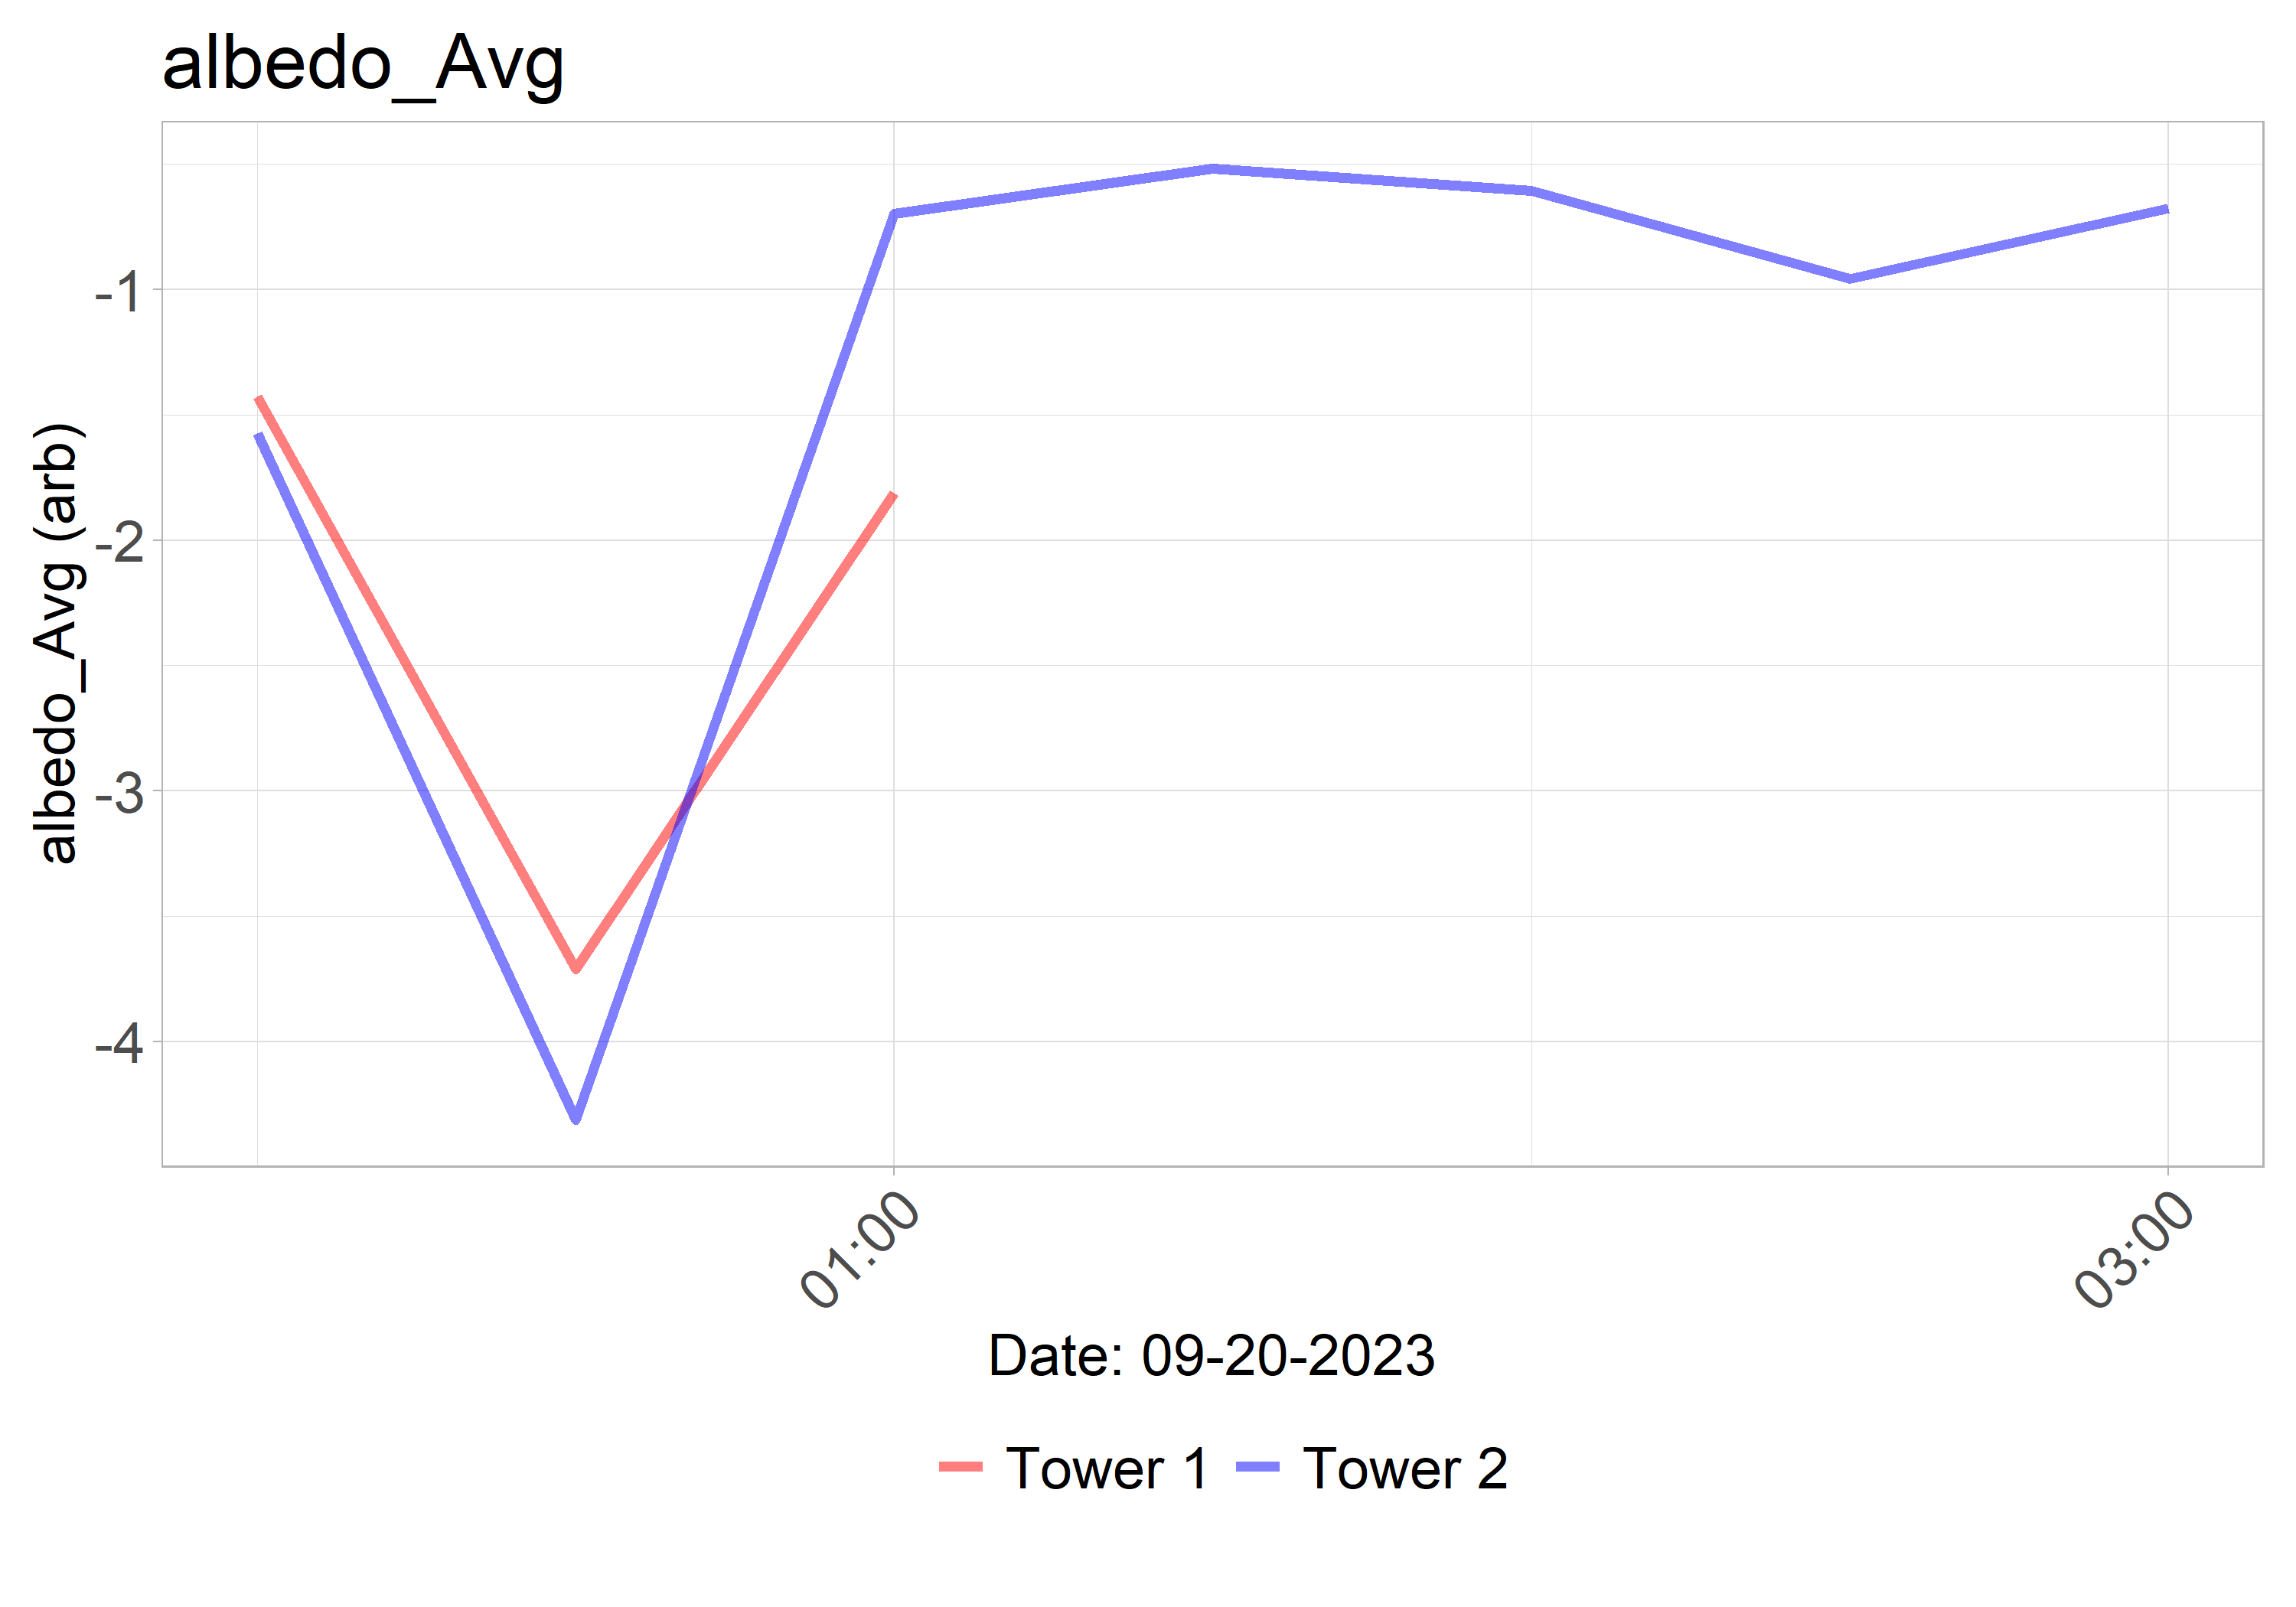 albedo_Avg
albedo_Avg (arb)
-1
-2
-3
-4
01:00
03:00
Date: 09-20-2023
Tower 1
Tower 2